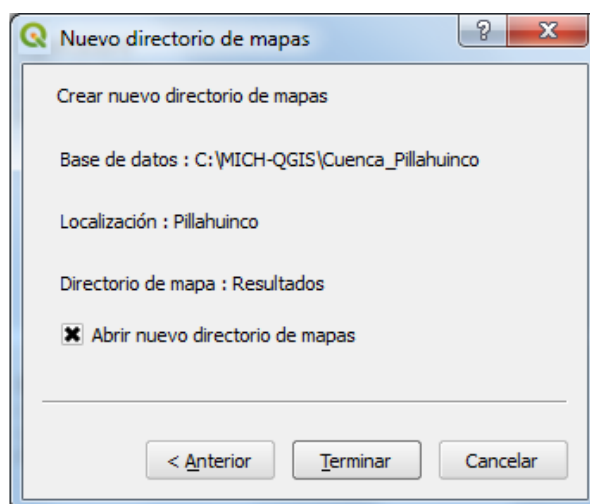 Nuevo directorio de mapas
Crear nuevo directorio de mapas
Base de datos : C:\MICH-QGIS\Cuenca_Pillahuinco
Localización : Pillahuinco
Directorio de mapa : Resultados
Abrir nuevo directorio de mapas
< Anterior Terminar Cancelar